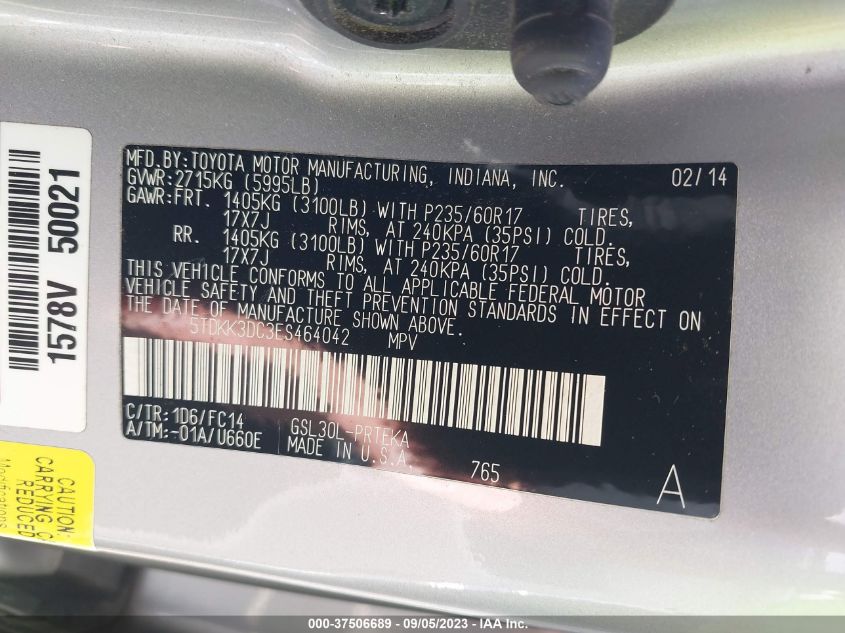 MFD. BY: TOYOTA MOTOR MANUFACTURING, INDIANA, INC. 02/14
GVWR: 2715KG (5995LB)
GAWR: FRT. 1405KG (3100LB) WITH P235/60R17 TIRES,
17X7J RIMS, AT 240KPA (35PSI) COLD.
RR. 1405KG (3100LB) WITH P235/60R17 TIRES,
17X7J RIMS, AT 240KPA (35PSI) COLD.
THIS VEHICLE CONFORMS TO ALL APPLICABLE FEDERAL MOTOR
VEHICLE SAFETY AND THEFT PREVENTION STANDARDS IN EFFECT ON
THE DATE OF MANUFACTURE SHOWN ABOVE.
5TDKK3DC3ES464042 MPV
C/TR: 1D6/FC14 GSL30L-PRTEKA
A/TM: -01A/U660E MADE IN U.S.A. 765 A
1578V 50021
CAUTION:
CARRYING C
REDUCED
Modifications
000-37506689 - 09/05/2023 - IAA Inc.